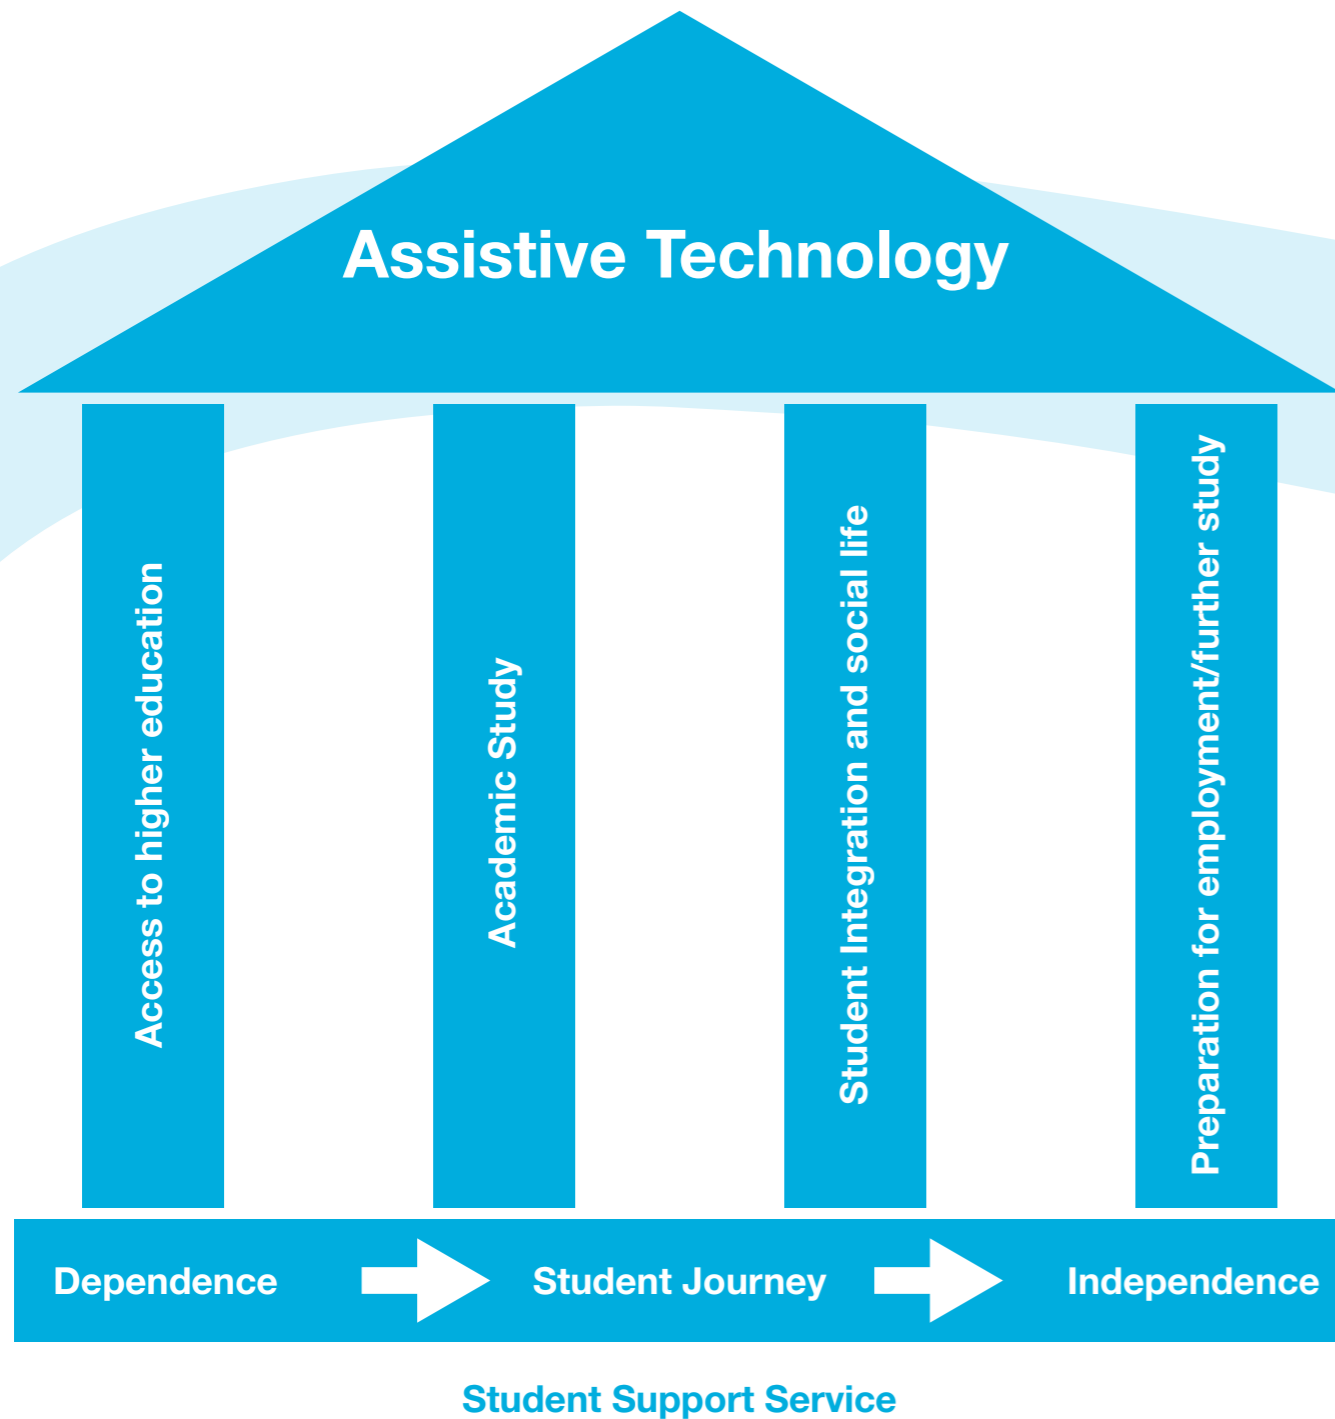 Assistive Technology
Access to higher education
Academic Study
Student Integration and social life
Preparation for employment/further study
Dependence
Student Journey
Independence
Student Support Service